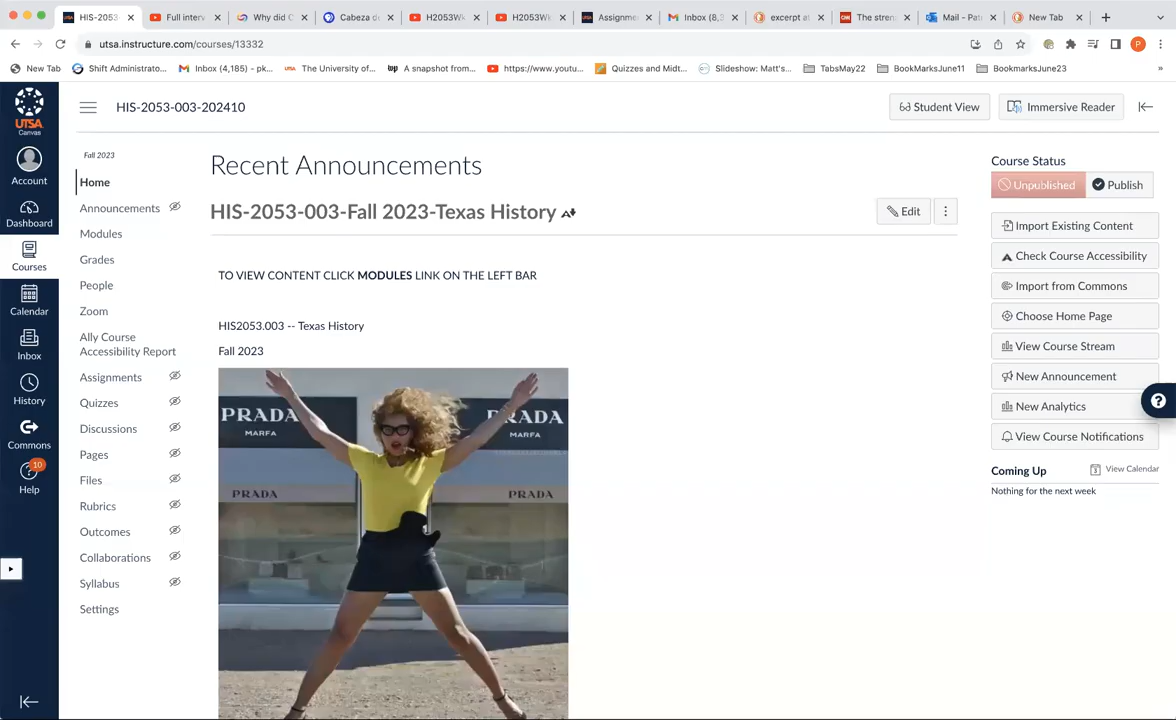 HIS-2053
Full interv
Why did C
Cabeza d
H2053Wk
H2053Wk
Assignme
Inbox (8,3
excerpt a
The stren
Mail - Pat
New Tab
utsa.instructure.com/courses/13332
P
New Tab
Shift Administrato...
Inbox (4,185) - pk...
The University of...
wp A snapshot from...
https://www.youtu...
Quizzes and Midt...
Slideshow: Matt's...
TabsMay22
BookMarksJune11
BookmarksJune23
»
UTSA
Canvas
Account
Dashboard
Courses
Calendar
Inbox
History
Commons
10
Help
HIS-2053-003-202410
Student View
Immersive Reader
Fall 2023
Home
Announcements
Modules
Grades
People
Zoom
Ally Course
Accessibility Report
Assignments
Quizzes
Discussions
Pages
Files
Rubrics
Outcomes
Collaborations
Syllabus
Settings
Recent Announcements
HIS-2053-003-Fall 2023-Texas History
Edit
TO VIEW CONTENT CLICK MODULES LINK ON THE LEFT BAR
HIS2053.003 -- Texas History
Fall 2023
PRADA
MARFA
PRADA
MARFA
PRADA
PRADA
Course Status
Unpublished
Publish
Import Existing Content
Check Course Accessibility
Import from Commons
Choose Home Page
View Course Stream
New Announcement
New Analytics
View Course Notifications
Coming Up
View Calendar
Nothing for the next week